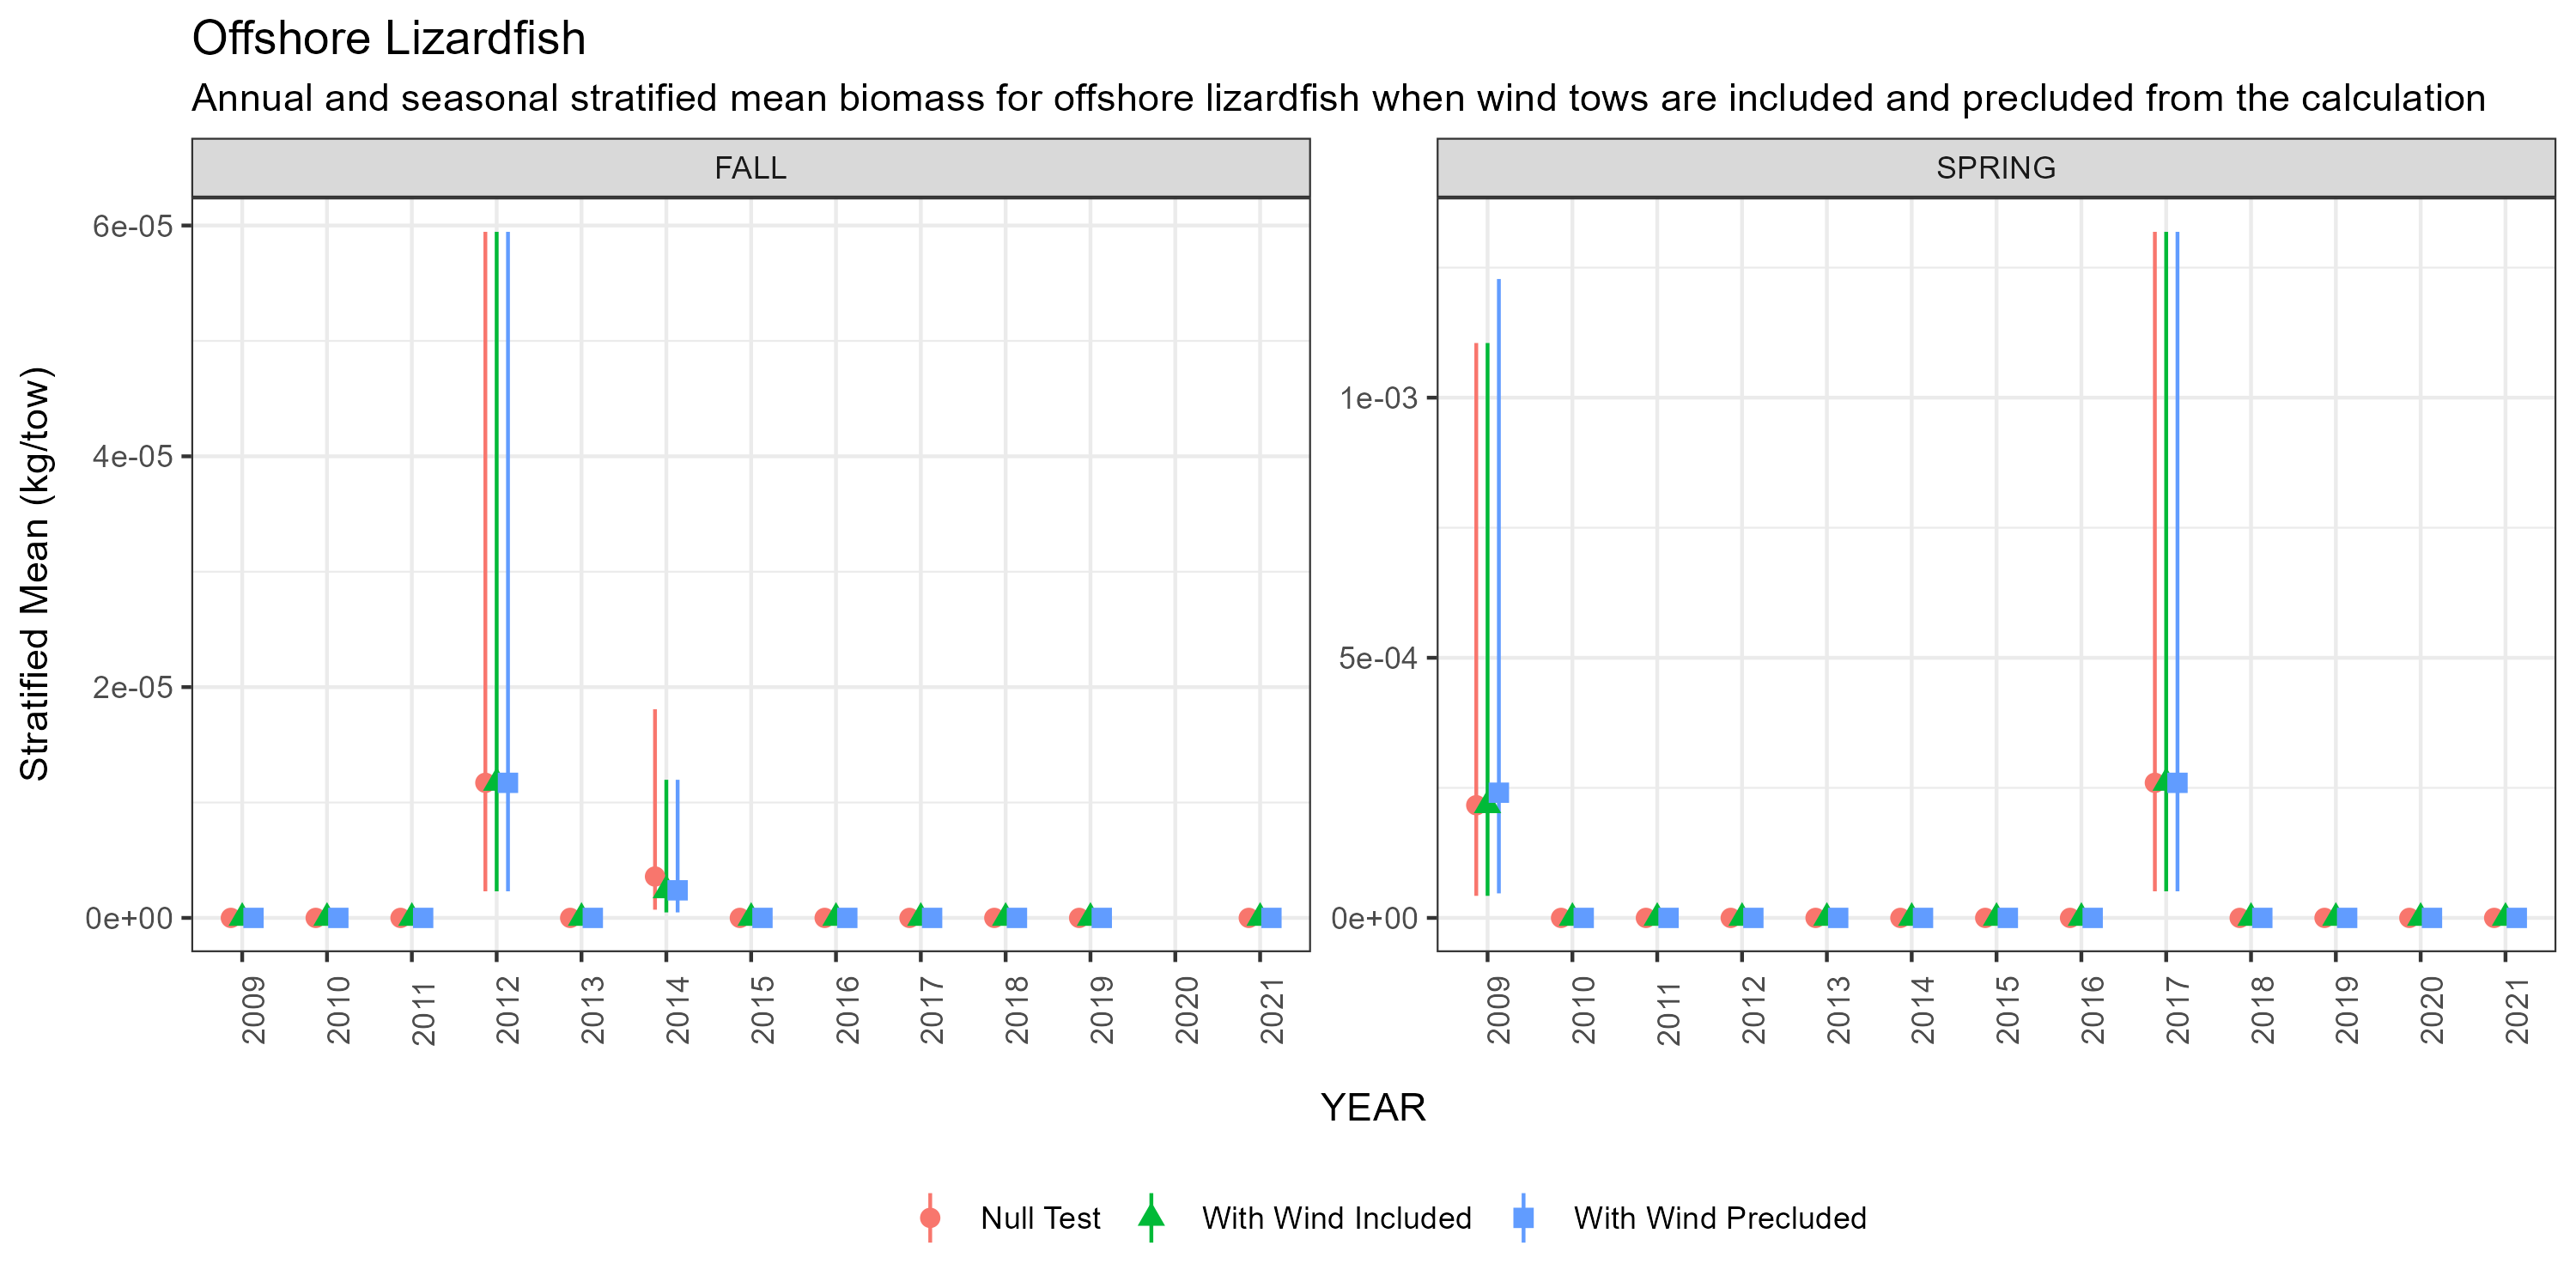 Offshore Lizardfish
Annual and seasonal stratified mean biomass for offshore lizardfish when wind tows are included and precluded from the calculation
FALL
SPRING
Stratified Mean (kg/tow)
6e-05
4e-05
2e-05
0e+00
1e-03
5e-04
0e+00
2009 2010 2011 2012 2013 2014 2015 2016 2017 2018 2019 2020 2021
2009 2010 2011 2012 2013 2014 2015 2016 2017 2018 2019 2020 2021
YEAR
Null Test With Wind Included With Wind Precluded